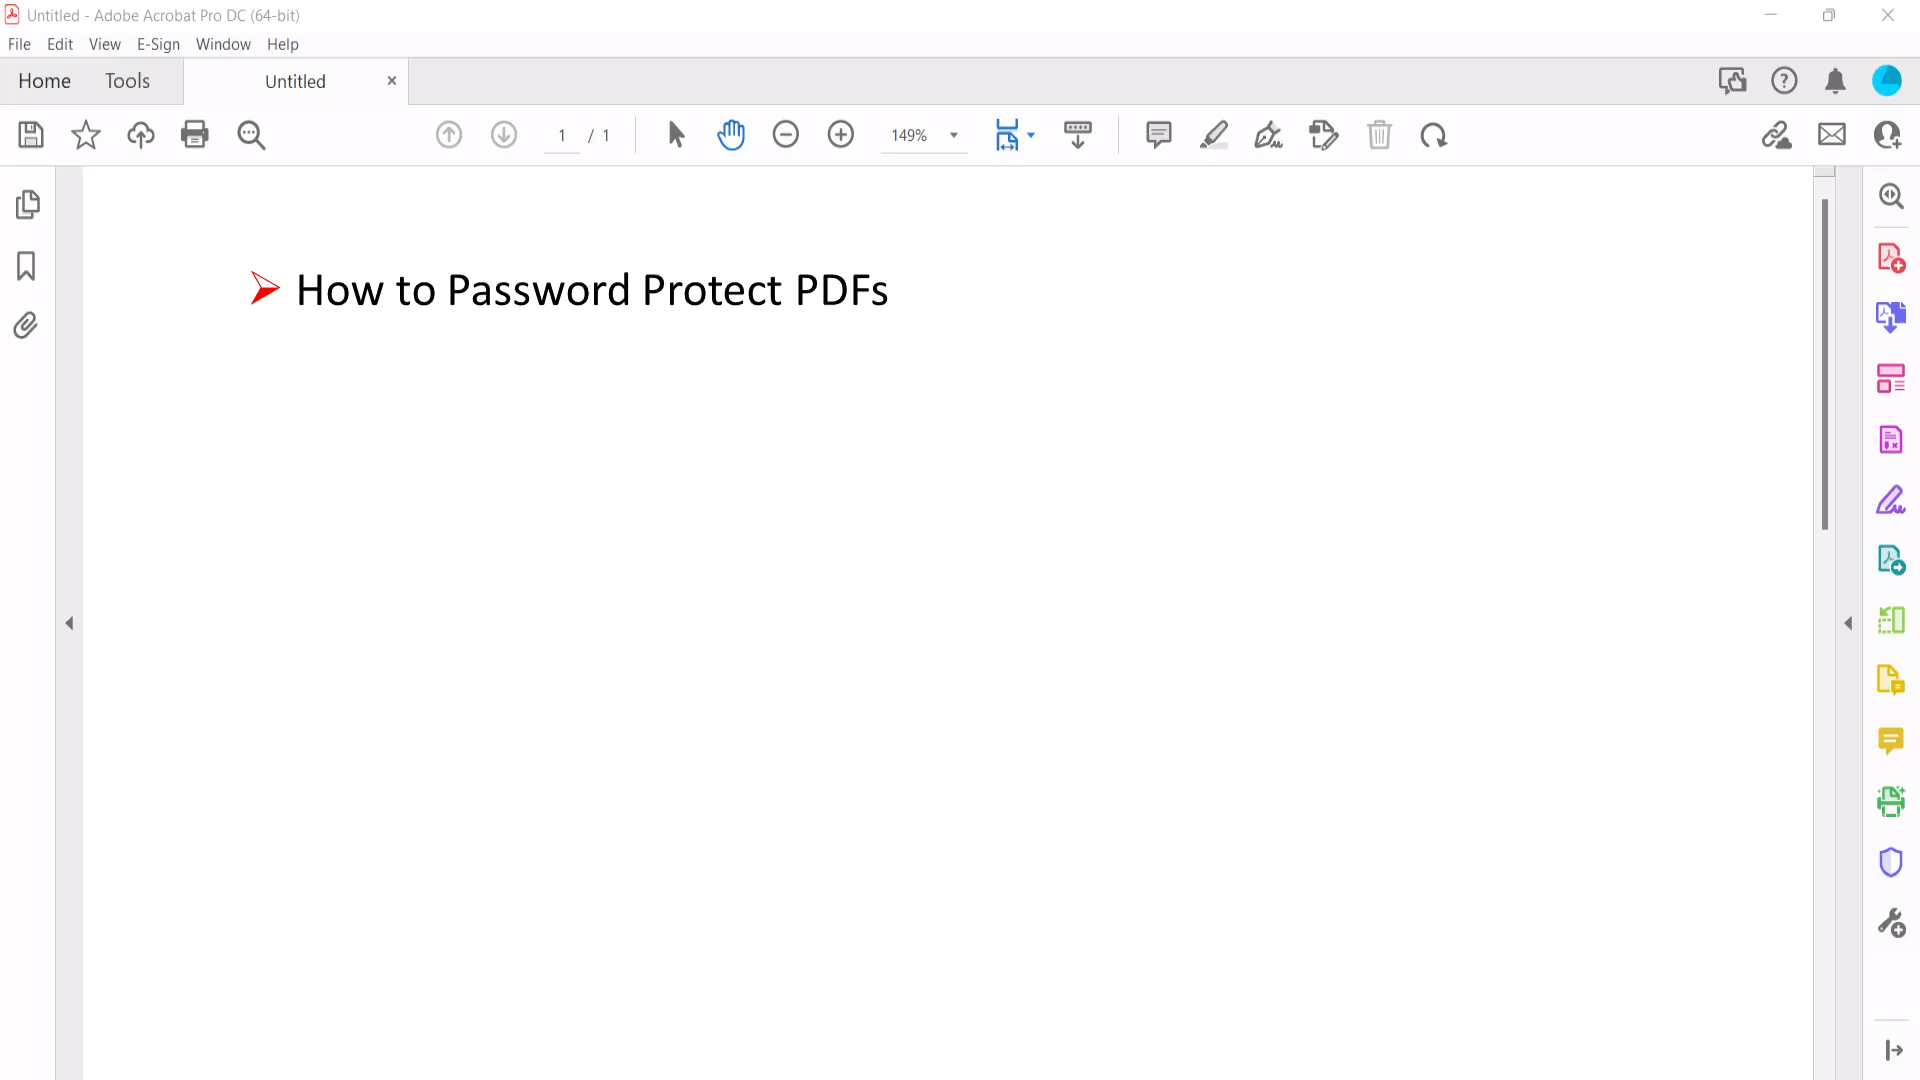 Untitled - Adobe Acrobat Pro DC (64-bit)
File Edit View E-Sign Window Help
Home Tools Untitled ×
1 / 1 149%
How to Password Protect PDFs